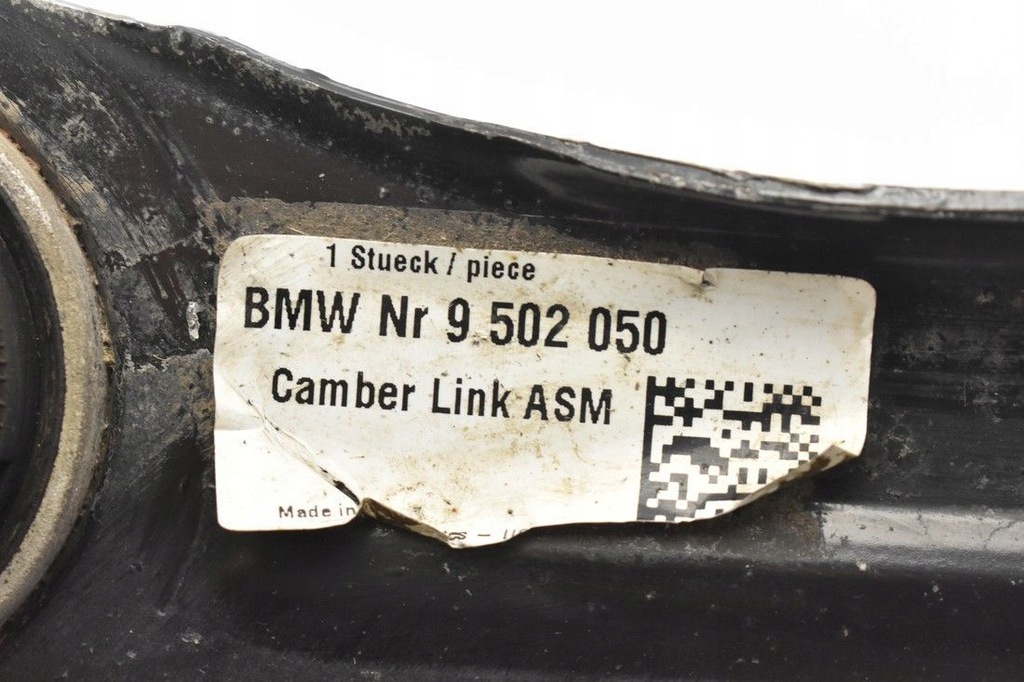 1 Stueck / piece
BMW Nr 9 502 050
Camber Link ASM
Made in